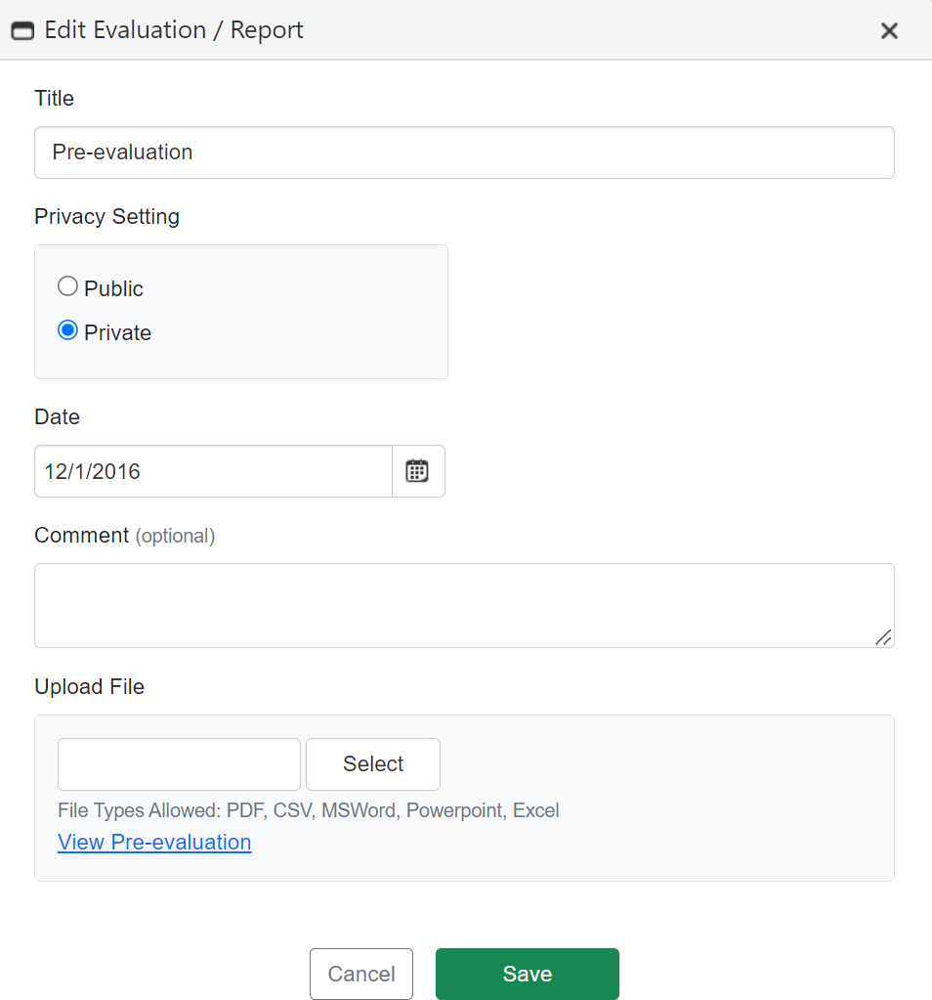 Edit Evaluation / Report
Title
Pre-evaluation
Privacy Setting
Public
Private
Date
12/1/2016
Comment (optional)
Upload File
Select
File Types Allowed: PDF, CSV, MSWord, Powerpoint, Excel
View Pre-evaluation
Cancel Save